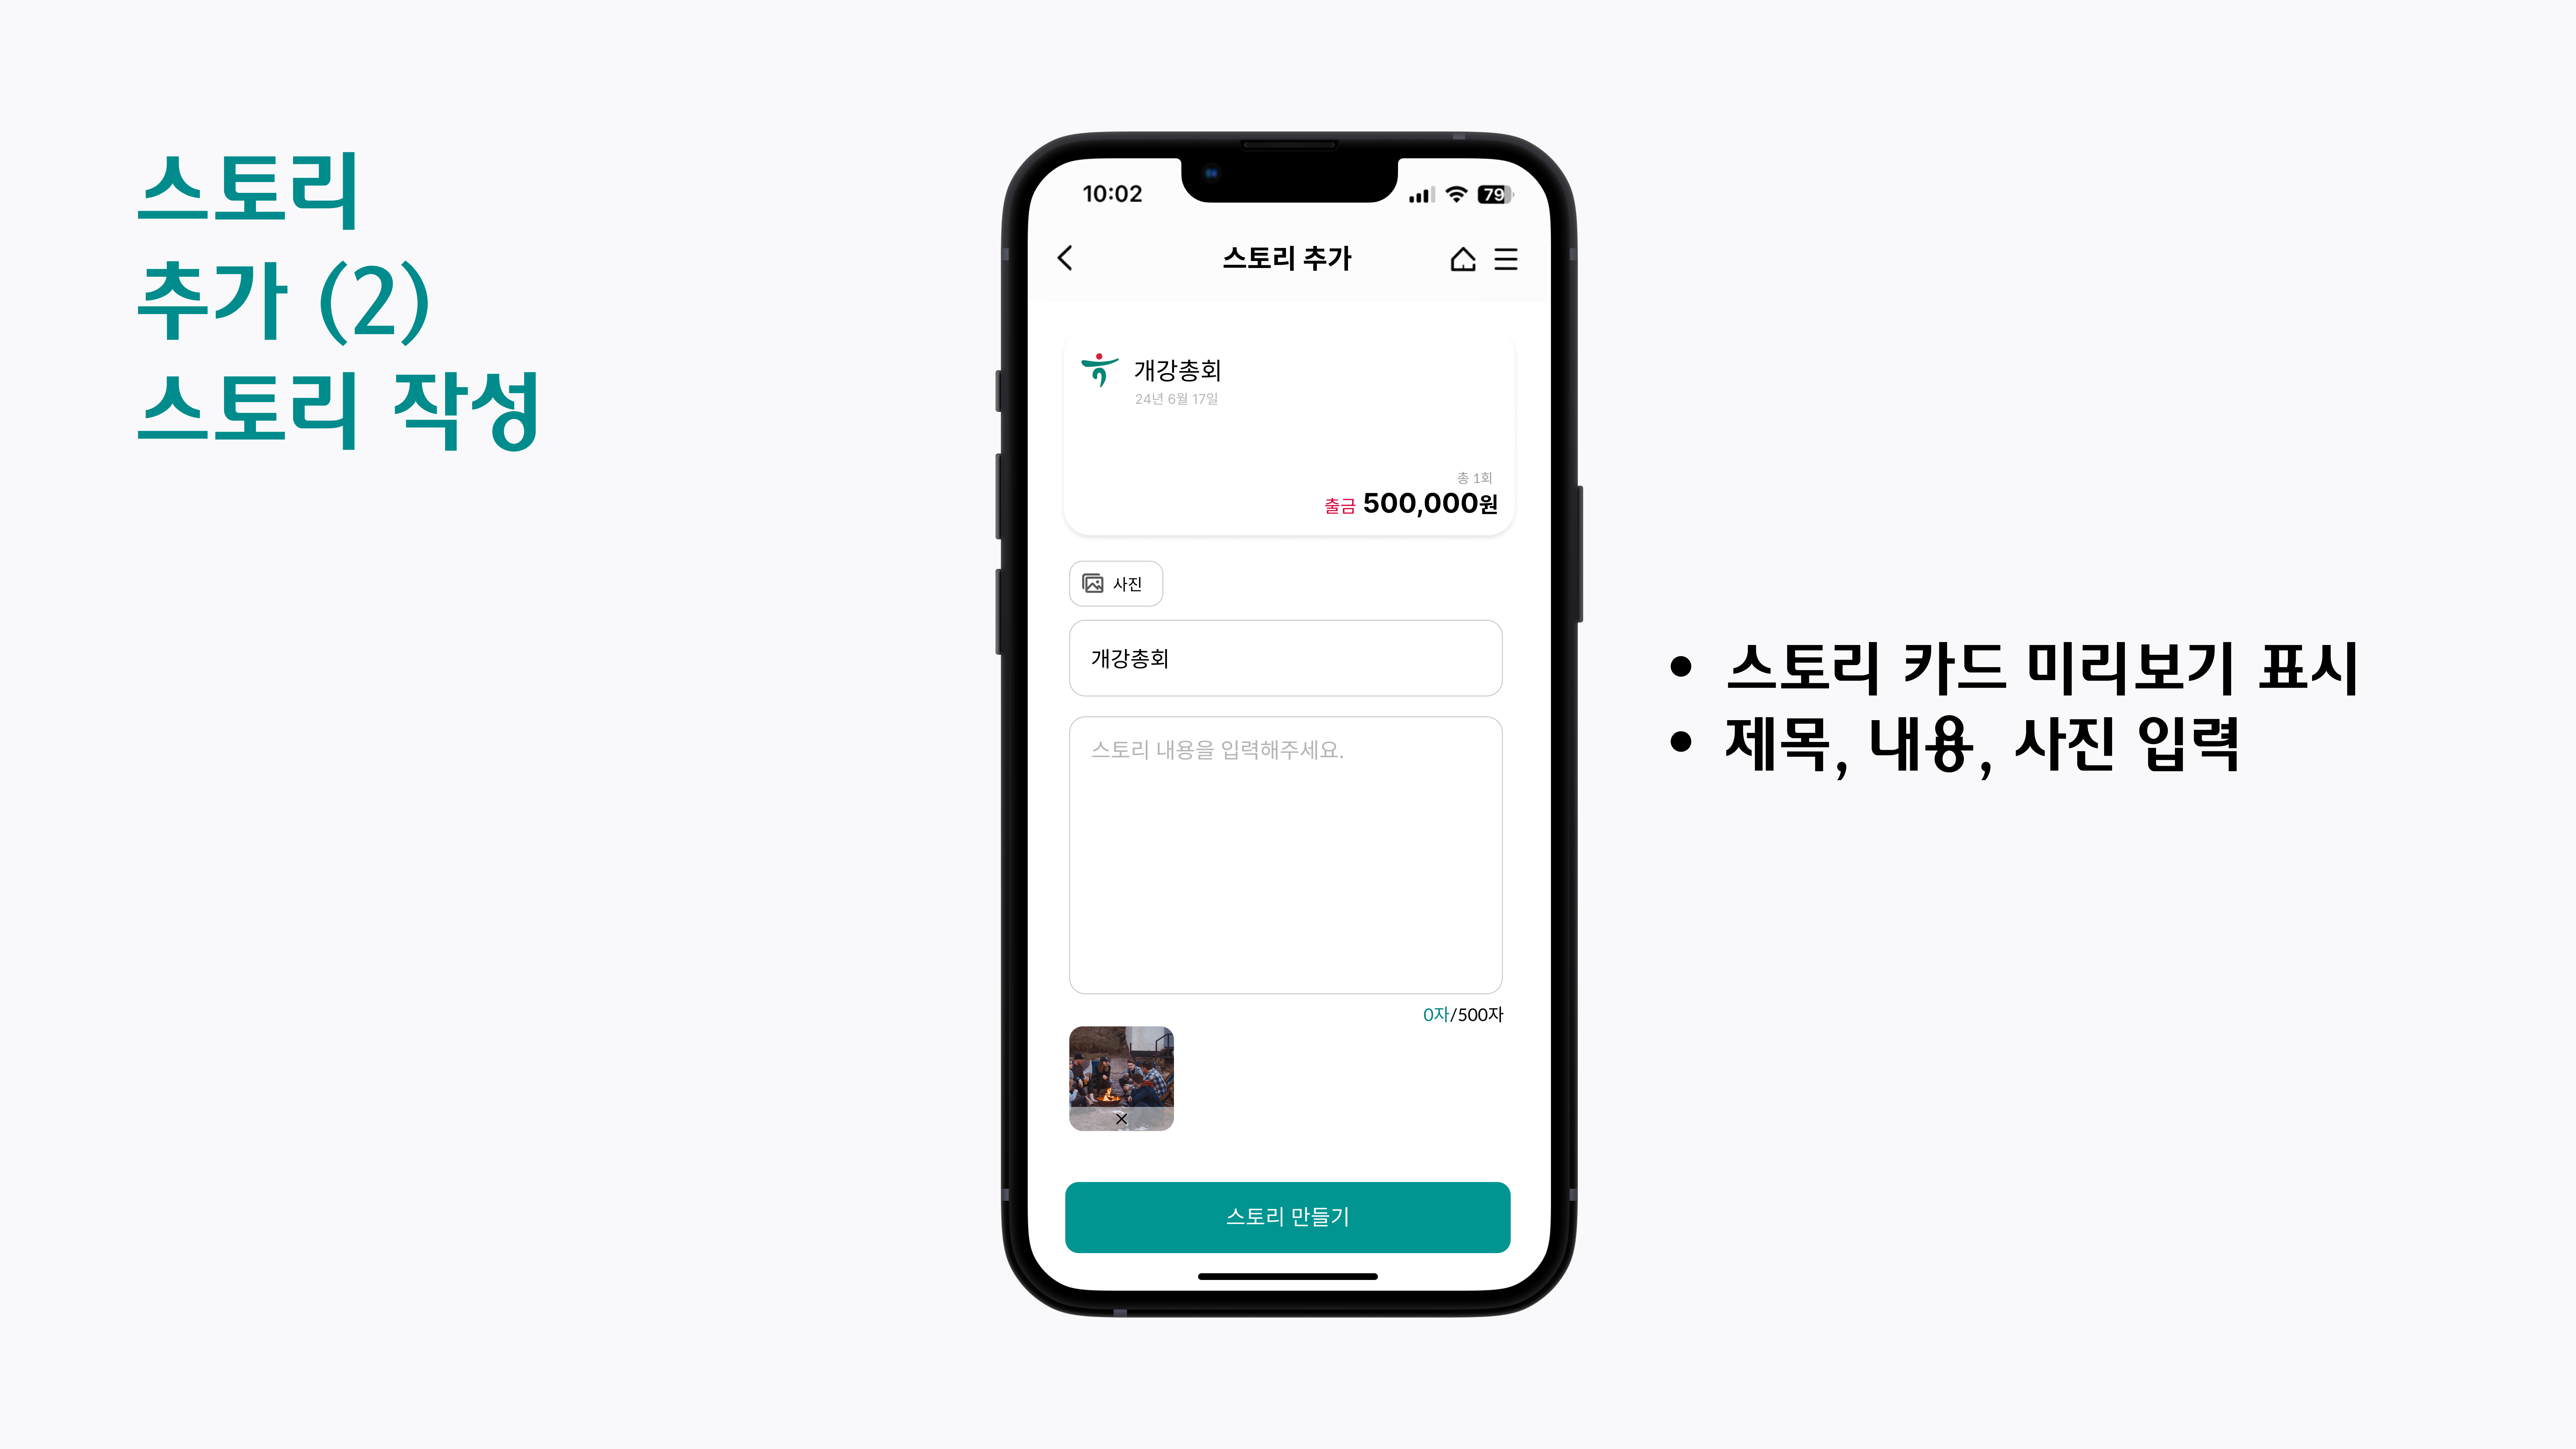 스토리
추가 (2)
스토리 작성
10:02
79
스토리 추가
개강총회
24년 6월 17일
총 1회
출금 500,000원
사진
개강총회
스토리 내용을 입력해주세요.
0자/500자
스토리 만들기
• 스토리 카드 미리보기 표시
• 제목, 내용, 사진 입력